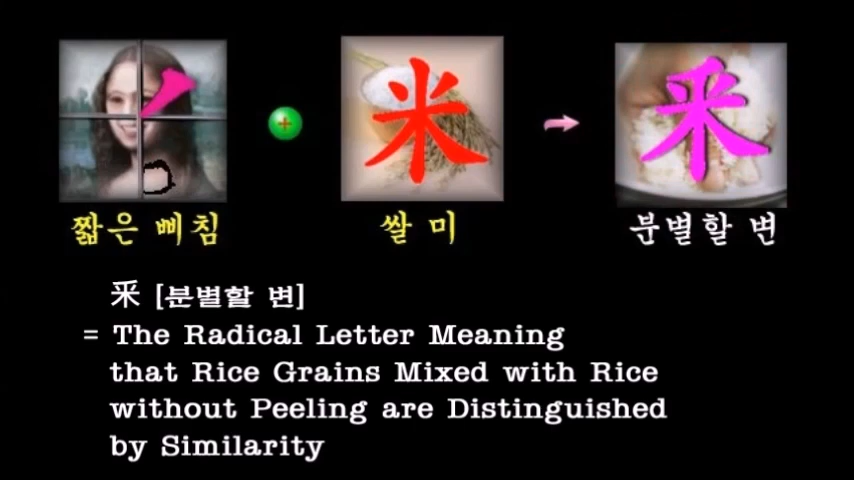 丿 + 米 → 釆
짧은 삐침 쌀 미 분별할 변
釆 [분별할 변]
= The Radical Letter Meaning
that Rice Grains Mixed with Rice
without Peeling are Distinguished
by Similarity